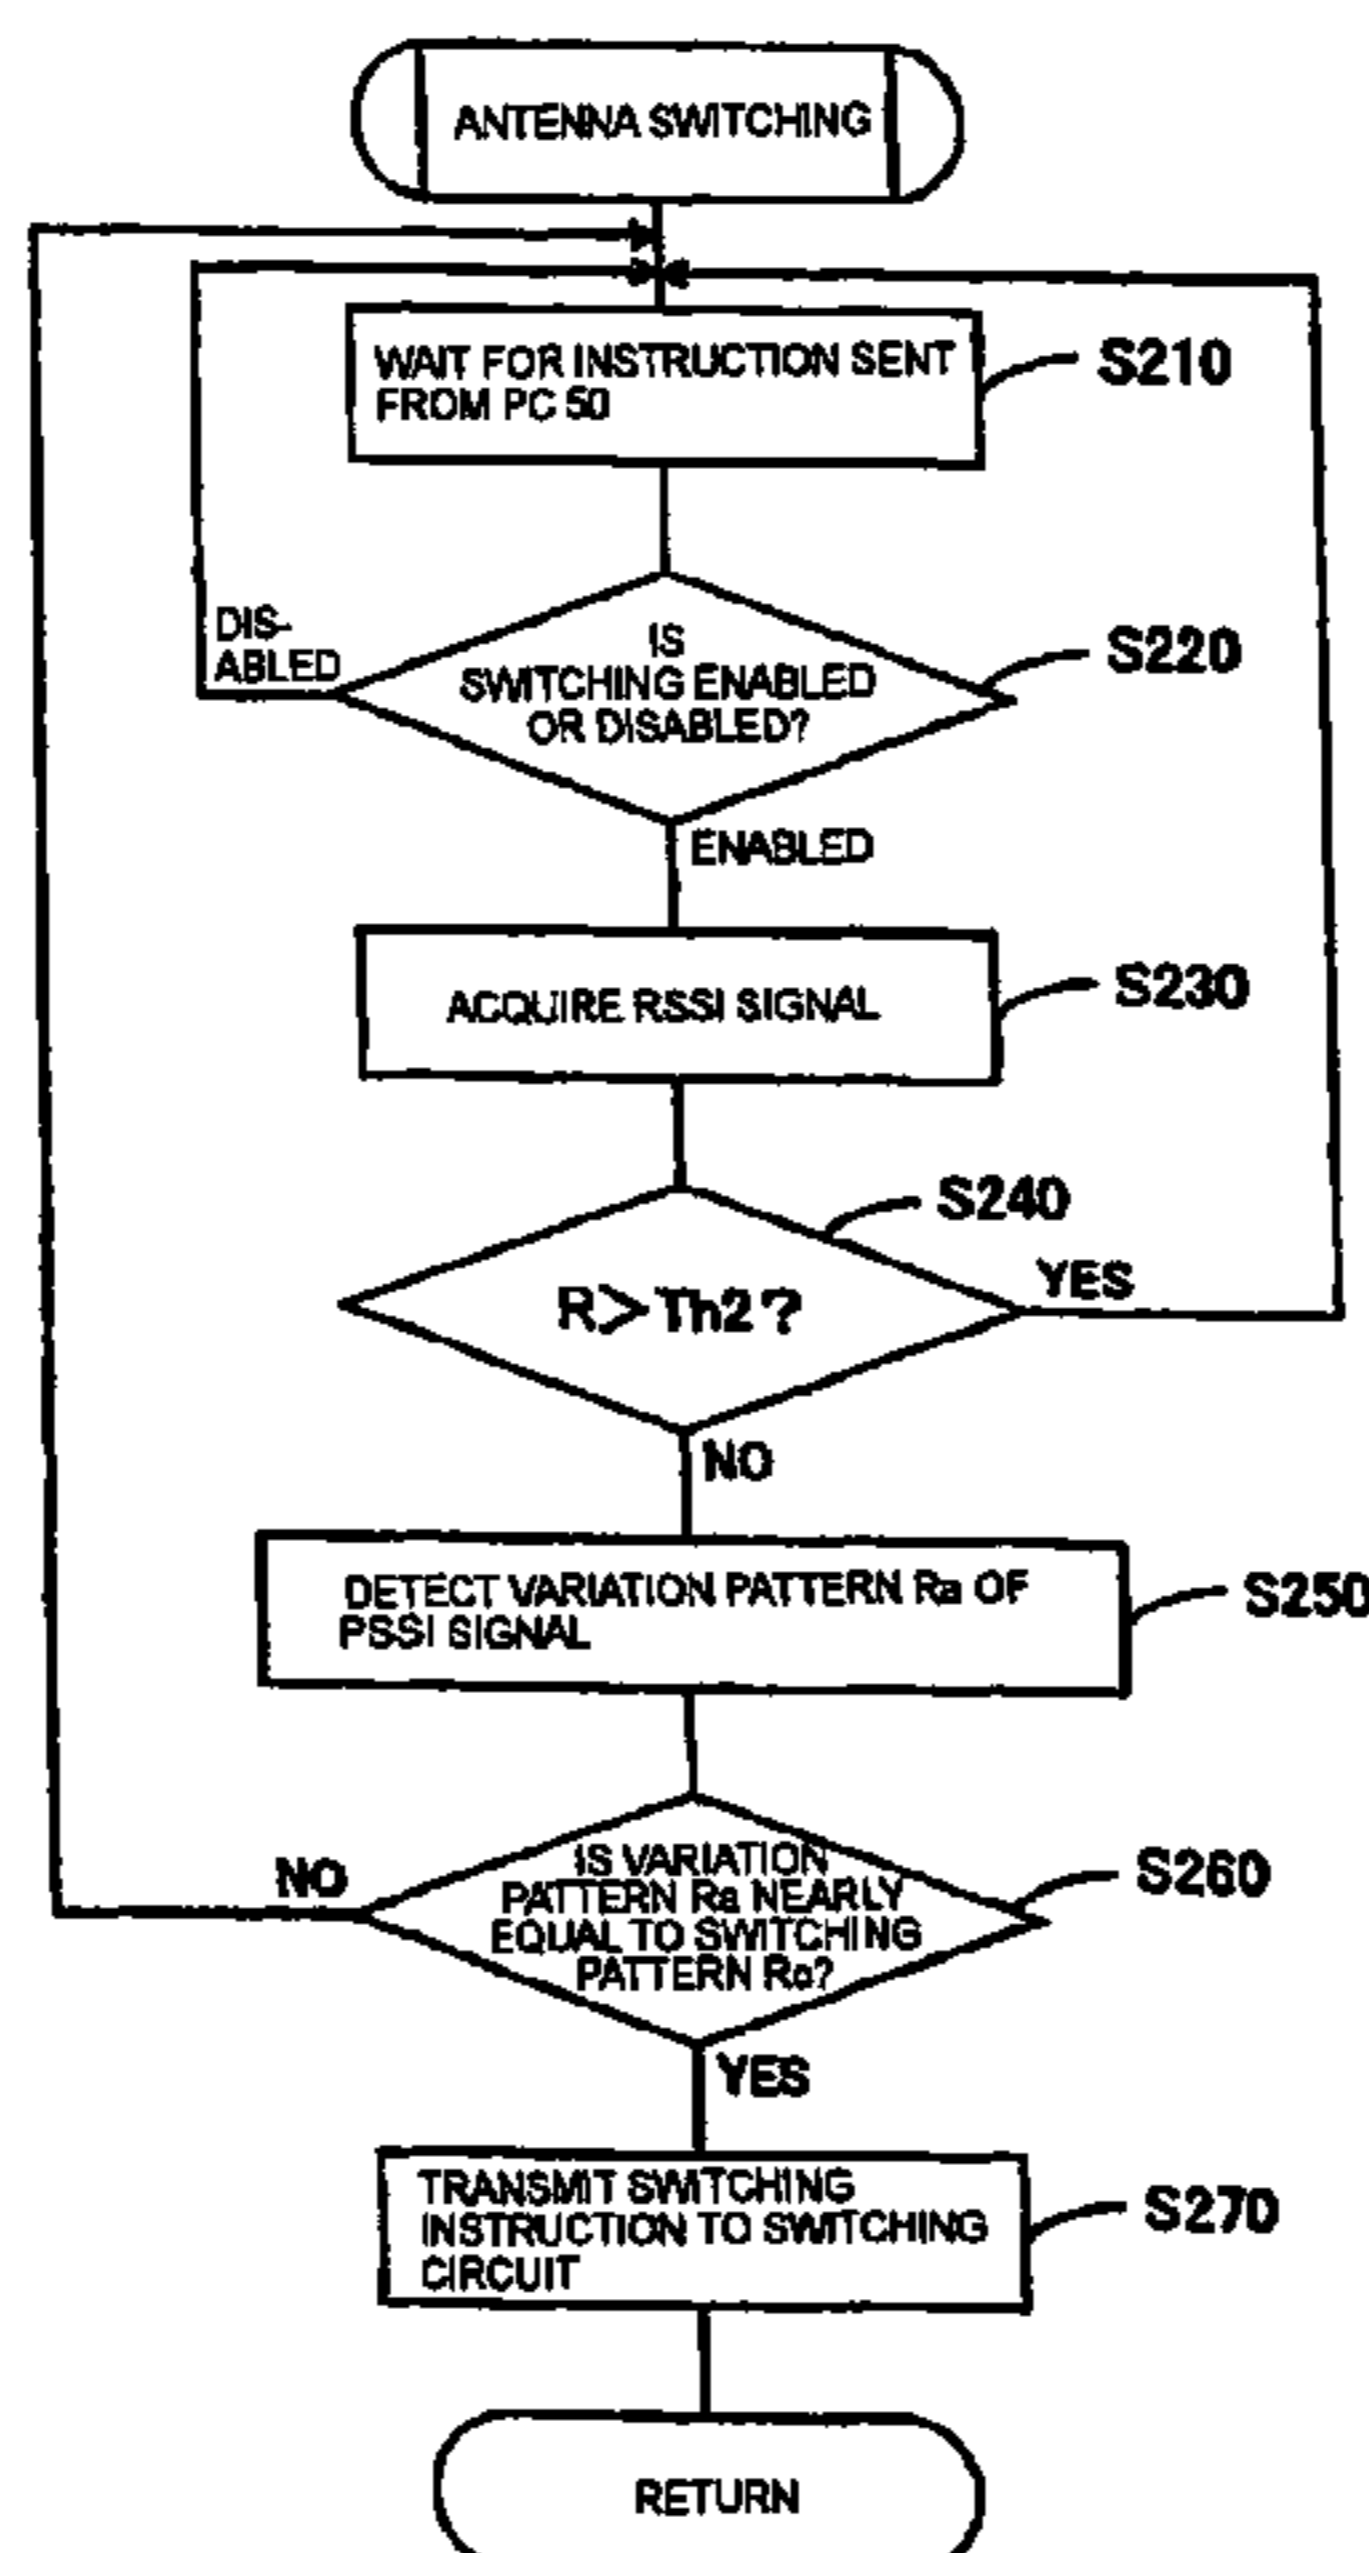 ANTENNA SWITCHING
WAIT FOR INSTRUCTION SENT
FROM PC 50
S210
IS
SWITCHING ENABLED
OR DISABLED?
S220
DIS-
ABLED
ENABLED
ACQUIRE RSSI SIGNAL
S230
S240
R>Th2?
YES
NO
DETECT VARIATION PATTERN Ra OF
PSSI SIGNAL
S250
IS VARIATION
PATTERN Ra NEARLY
EQUAL TO SWITCHING
PATTERN Ro?
S260
NO
YES
TRANSMIT SWITCHING
INSTRUCTION TO SWITCHING
CIRCUIT
S270
RETURN